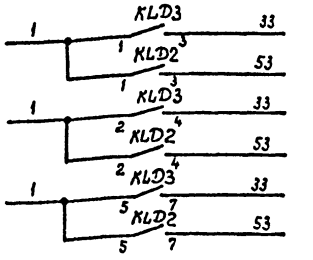 KLD3
1 1 3 33
KLD2
1 3 53
KLD3
1 2 4 33
KLD2
2 4 53
KLD3
1 5 7 33
KLD2
5 7 53